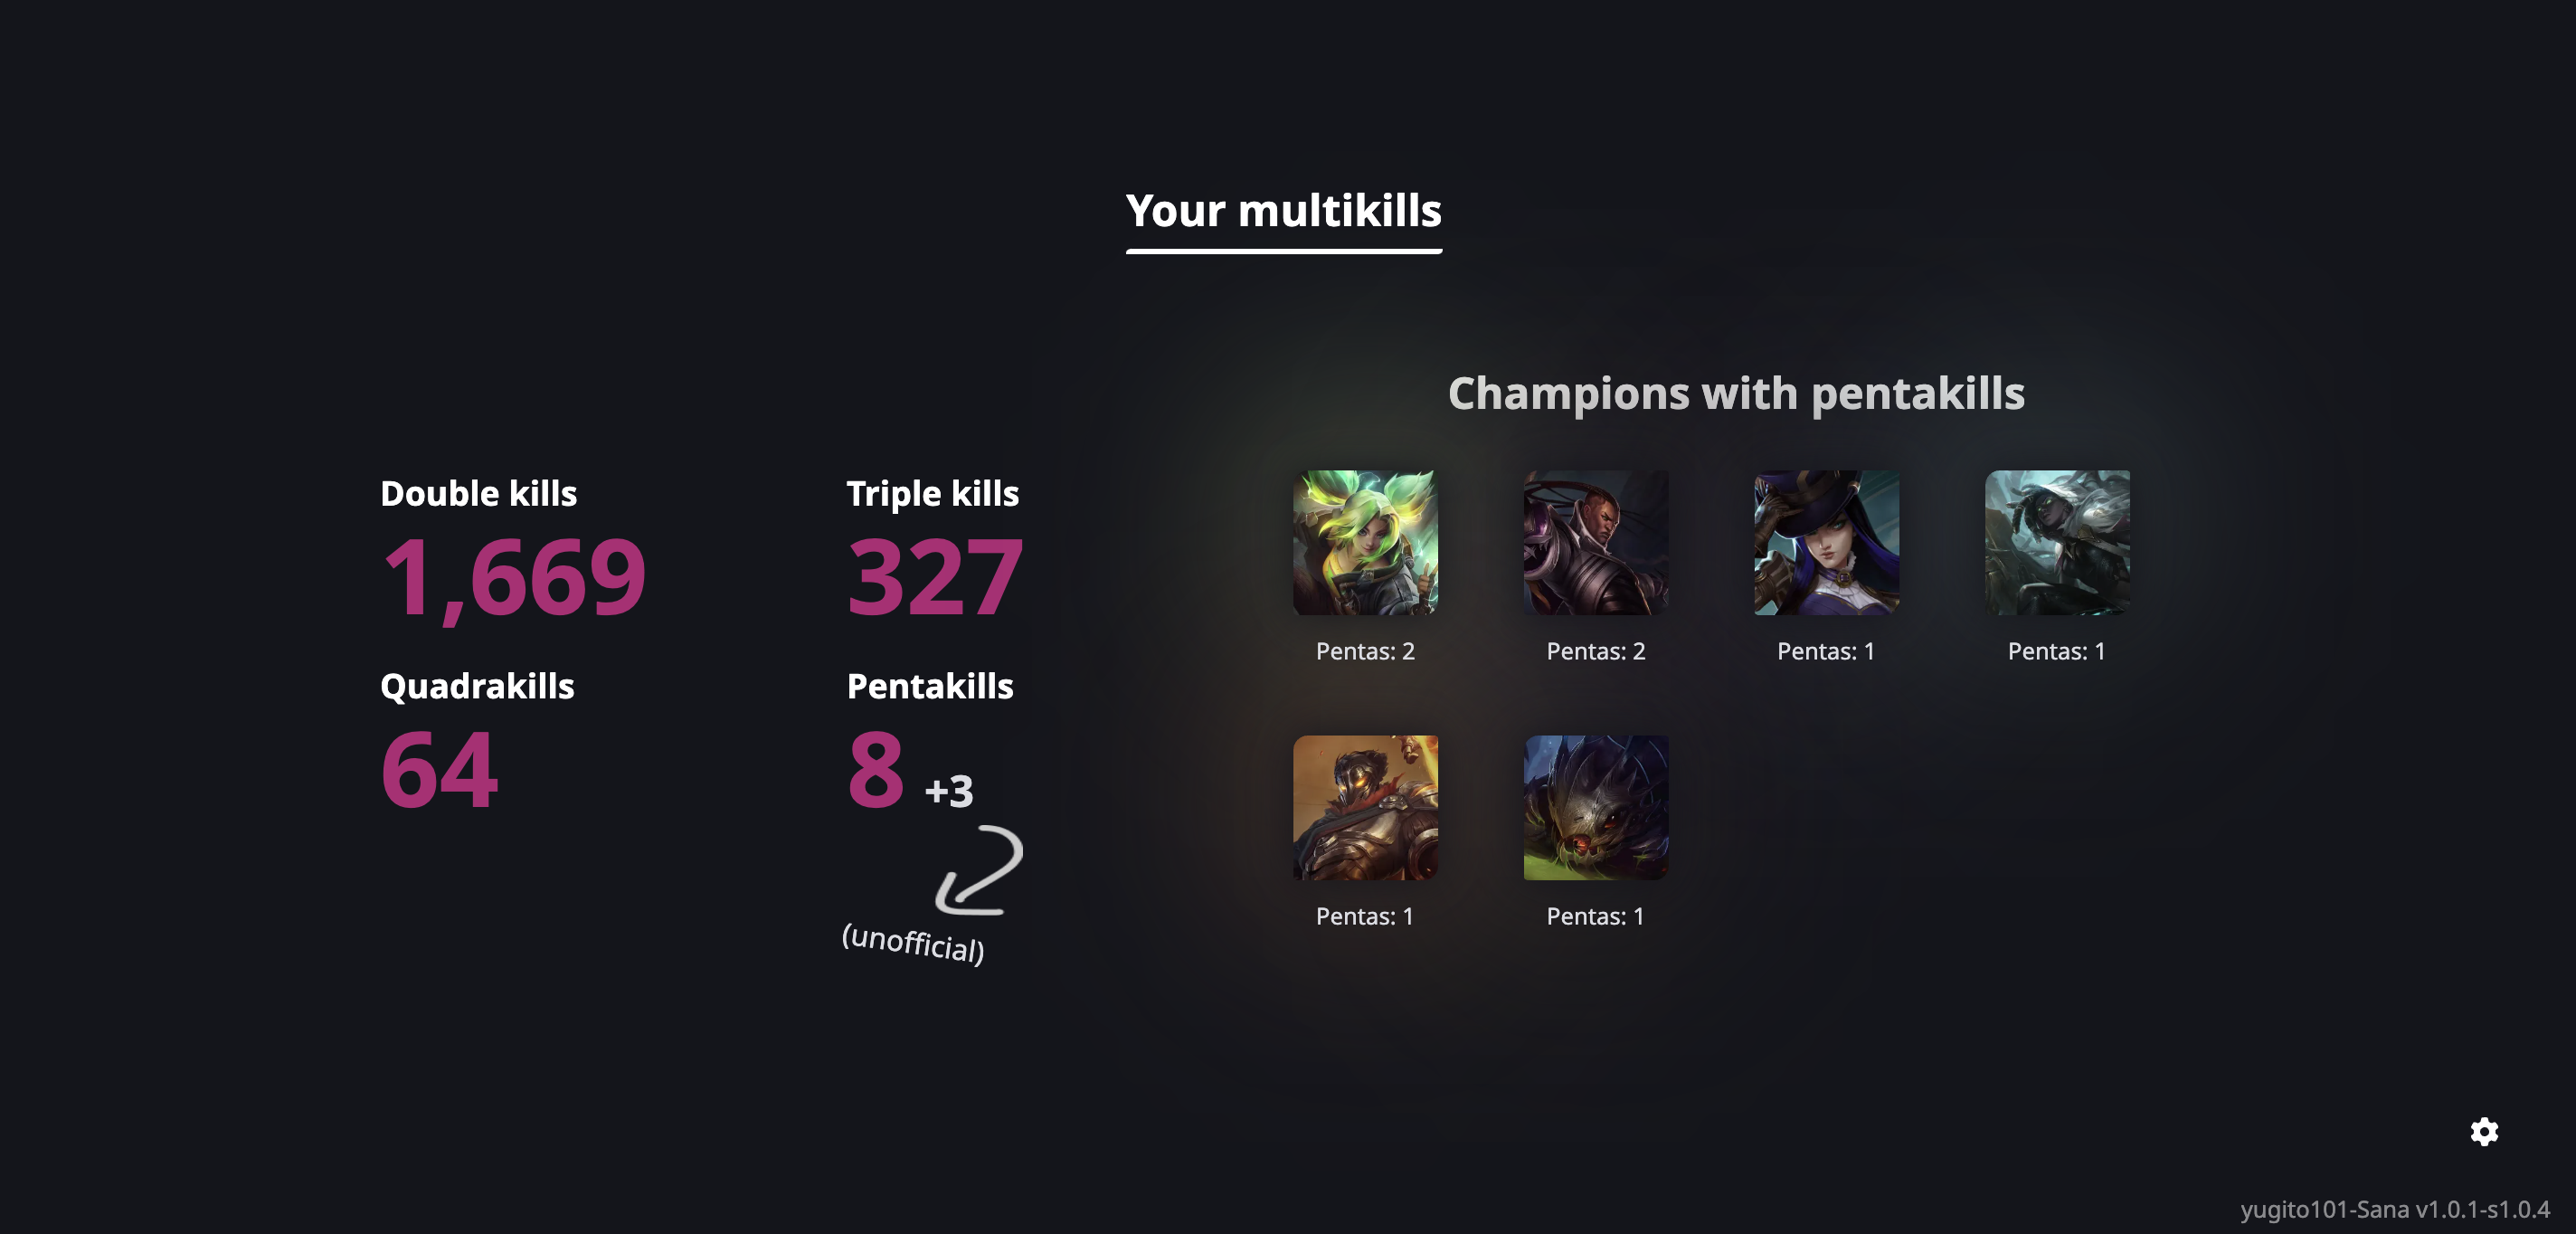 Your multikills
Champions with pentakills
Double kills
1,669
Triple kills
327
Quadrakills
64
Pentakills
8 +3
(unofficial)
Pentas: 2
Pentas: 2
Pentas: 1
Pentas: 1
Pentas: 1
Pentas: 1
yugito101-Sana v1.0.1-s1.0.4